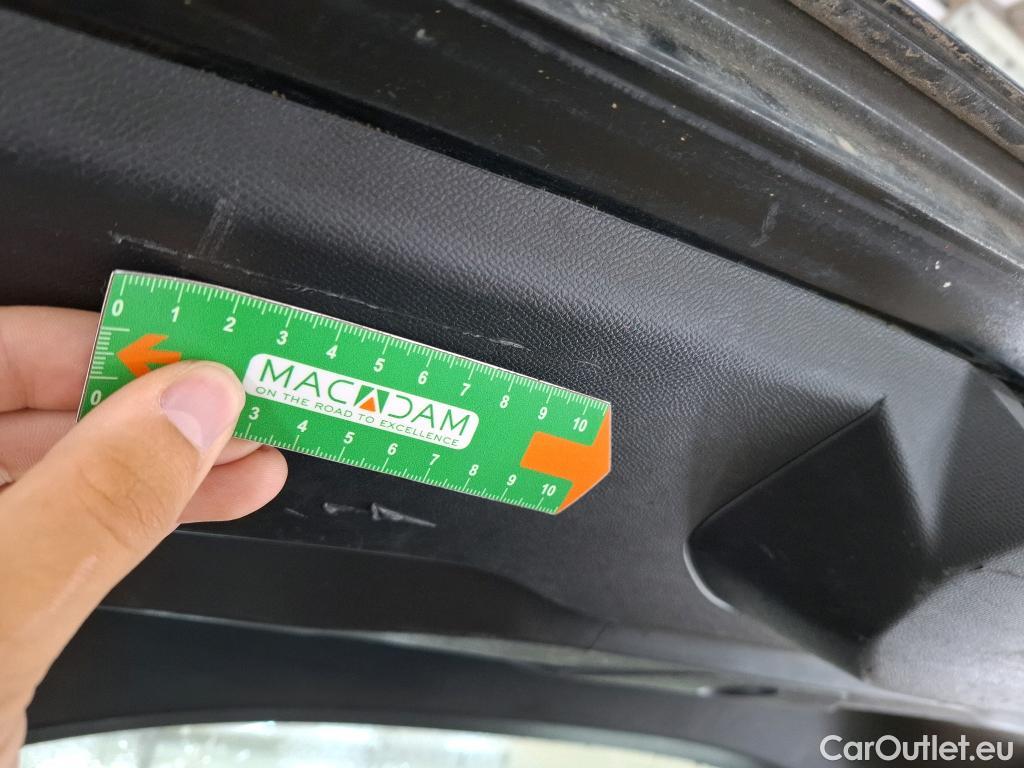 0 1 2 3 4 5 6 7 8 9 10
MACADAM
ON THE ROAD TO EXCELLENCE
0 3 4 5 6 7 8 9 10
CarOutlet.eu